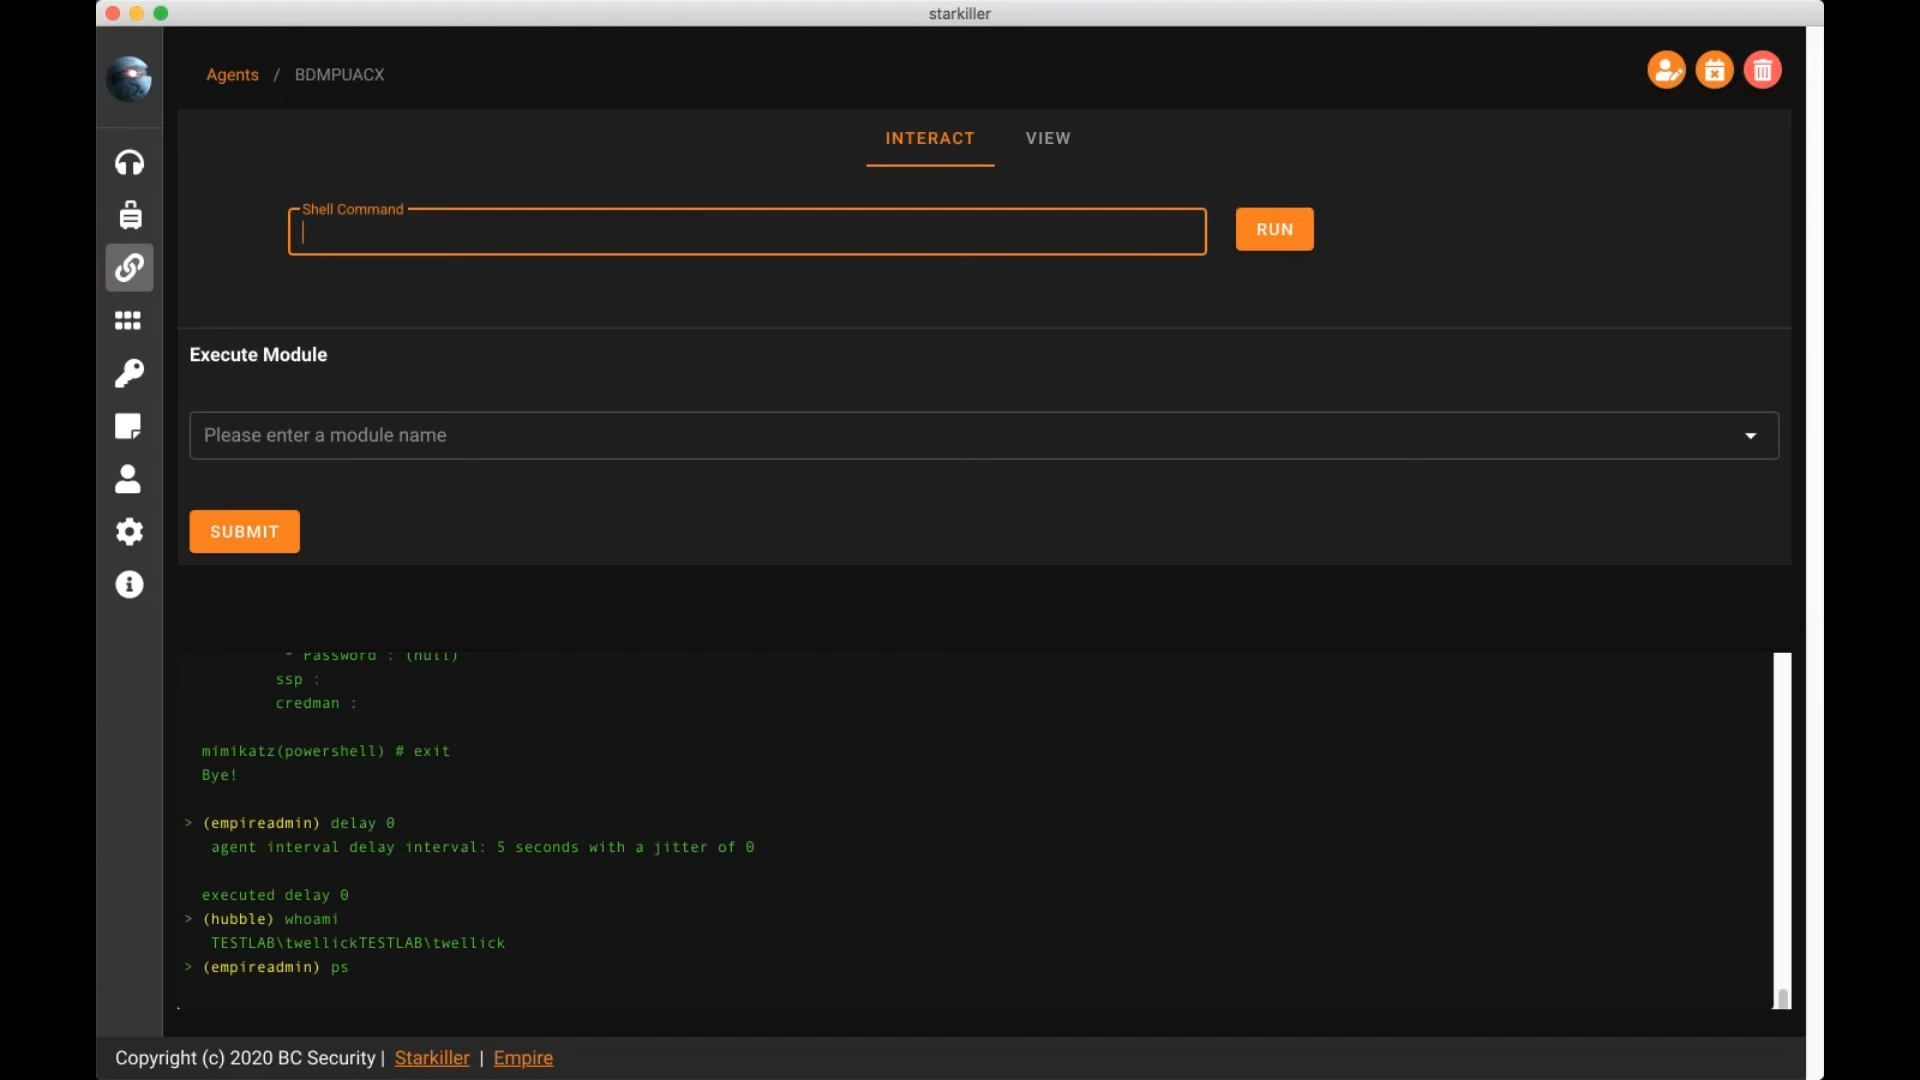 starkiller
Agents / BDMPUACX
INTERACT VIEW
Shell Command
RUN
Execute Module
Please enter a module name
SUBMIT
- Password : (null)
ssp :
credman :
mimikatz(powershell) # exit
Bye!
> (empireadmin) delay 0
agent interval delay interval: 5 seconds with a jitter of 0
executed delay 0
> (hubble) whoami
TESTLAB\twellickTESTLAB\twellick
> (empireadmin) ps
Copyright (c) 2020 BC Security | Starkiller | Empire